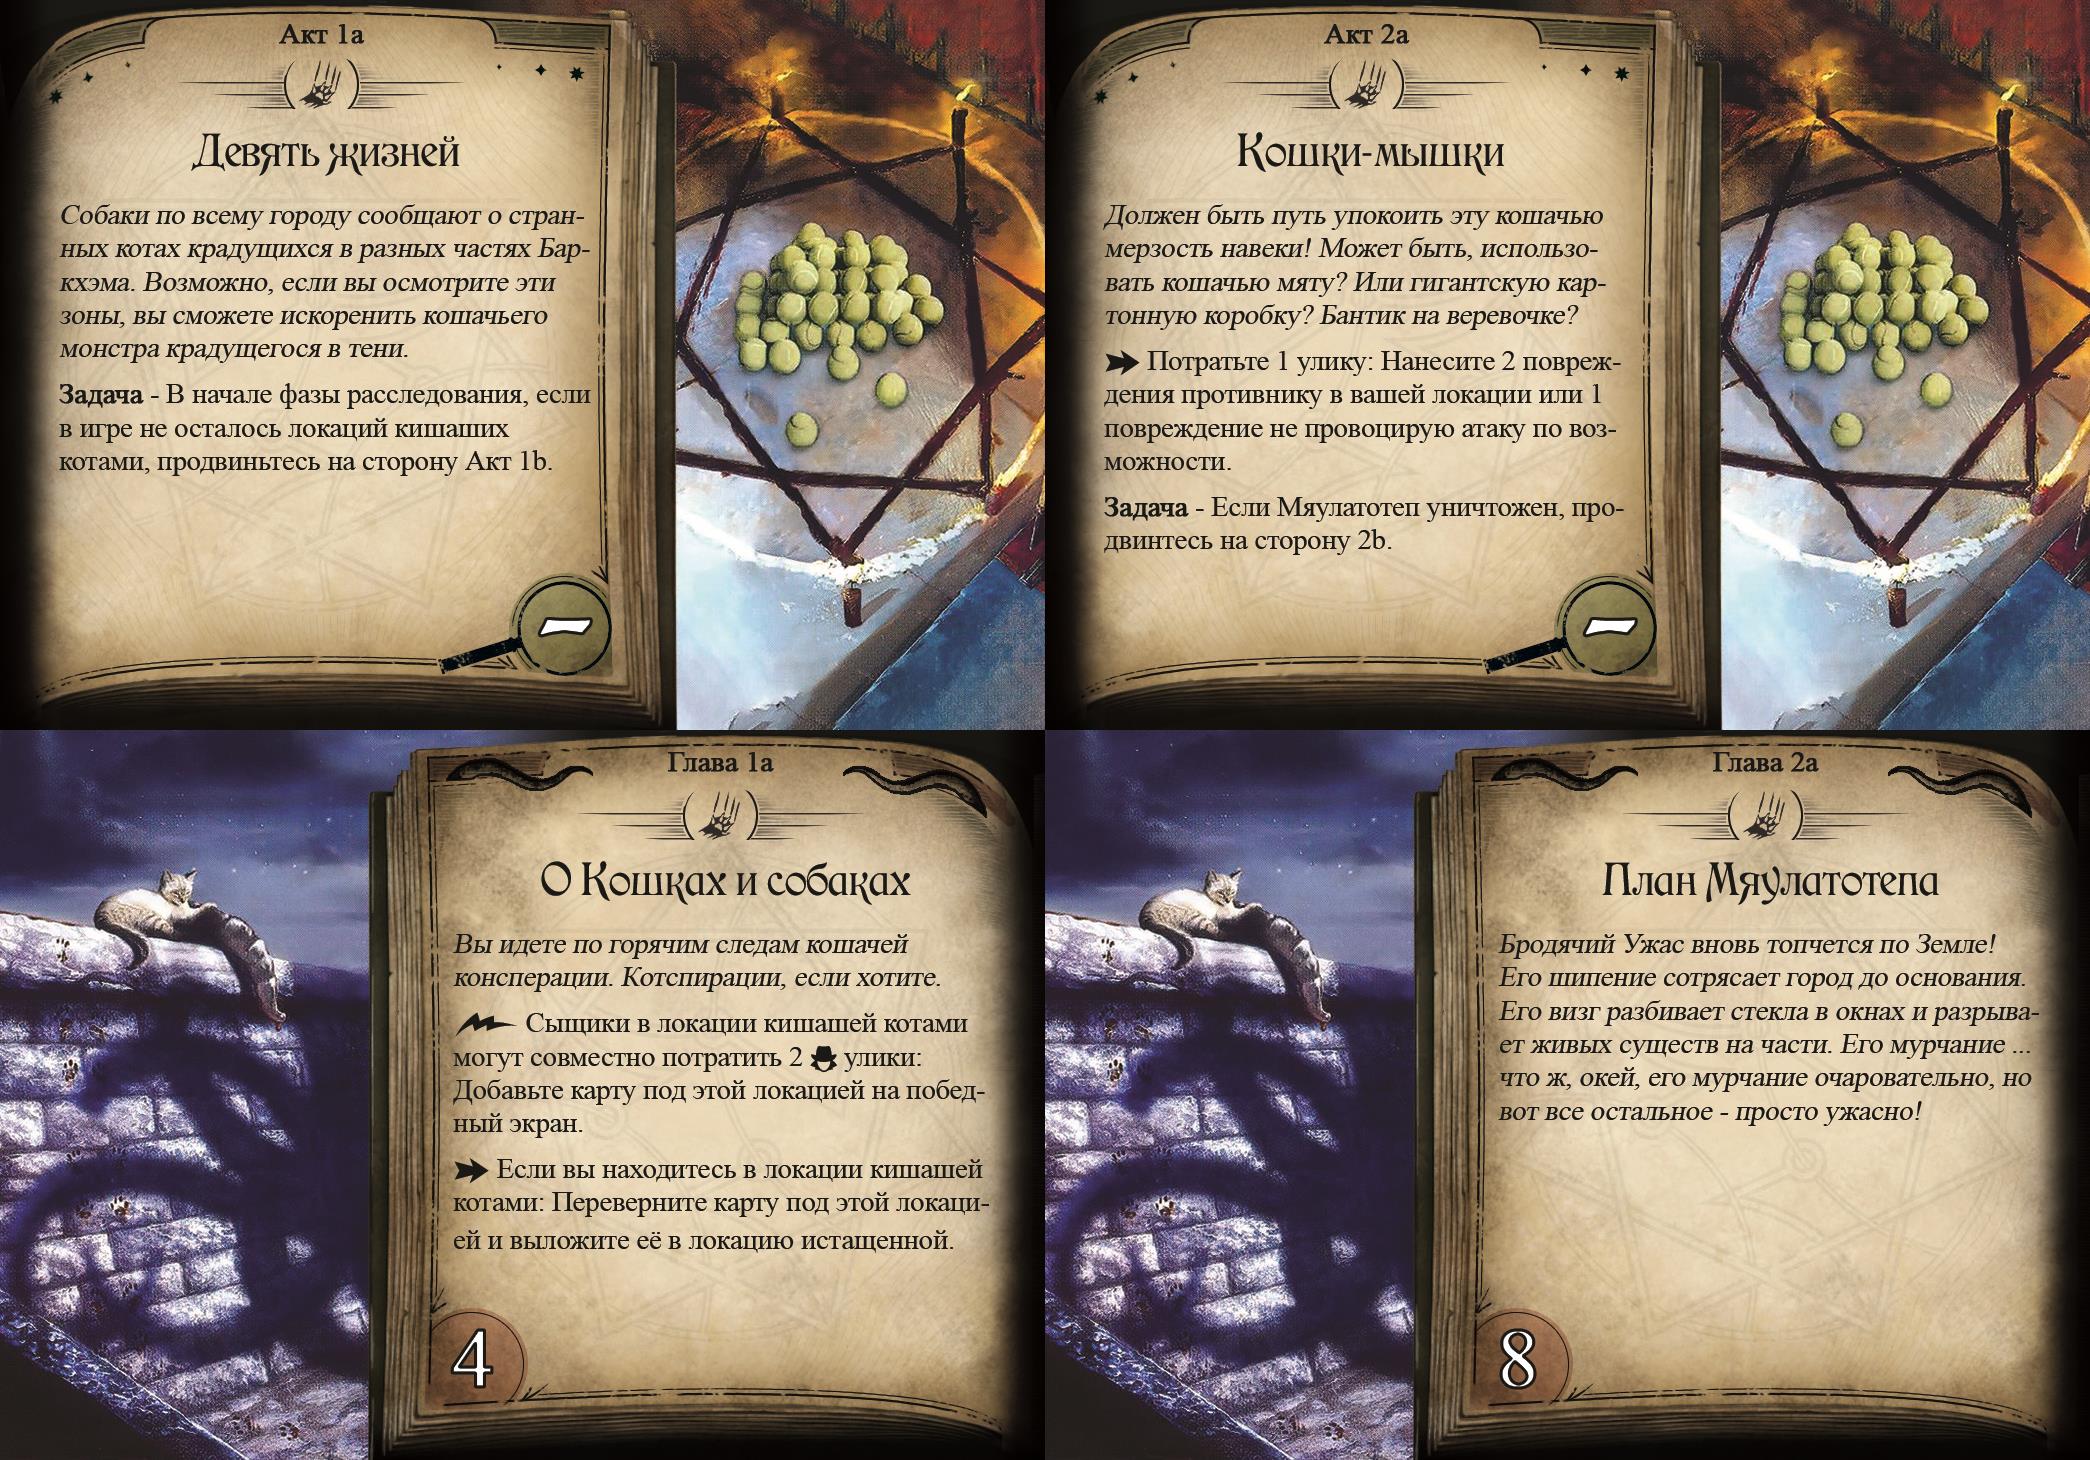 Акт 1a
Девять жизней
Собаки по всему городу сообщают о стран-
ных котах крадущихся в разных частях Бар-
кхэма. Возможно, если вы осмотрите эти
зоны, вы сможете искоренить кошачьего
монстра крадущегося в тени.
Задача - В начале фазы расследования, если
в игре не осталось локаций кишаших
котами, продвиньтесь на сторону Акт 1b.
Акт 2a
Кошки-мышки
Должен быть путь упокоить эту кошачью
мерзость навеки! Может быть, использо-
вать кошачью мяту? Или гигантскую кар-
тонную коробку? Бантик на веревочке?
Потратьте 1 улику: Нанесите 2 повреж-
дения противнику в вашей локации или 1
повреждение не провоцирую атаку по воз-
можности.
Задача - Если Мяулатотеп уничтожен, про-
двинтесь на сторону 2b.
Глава 1a
О Кошках и собаках
Вы идете по горячим следам кошачей
консперации. Котспирации, если хотите.
Сыщики в локации кишашей котами
могут совместно потратить 2 улики:
Добавьте карту под этой локацией на побед-
ный экран.
Если вы находитесь в локации кишашей
котами: Переверните карту под этой локаци-
ей и выложите её в локацию истащенной.
4
Глава 2a
План Мяулатотепа
Бродячий Ужас вновь топчется по Земле!
Его шипение сотрясает город до основания.
Его визг разбивает стекла в окнах и разрыва-
ет живых существ на части. Его мурчание ...
что ж, окей, его мурчание очаровательно, но
вот все остальное - просто ужасно!
8